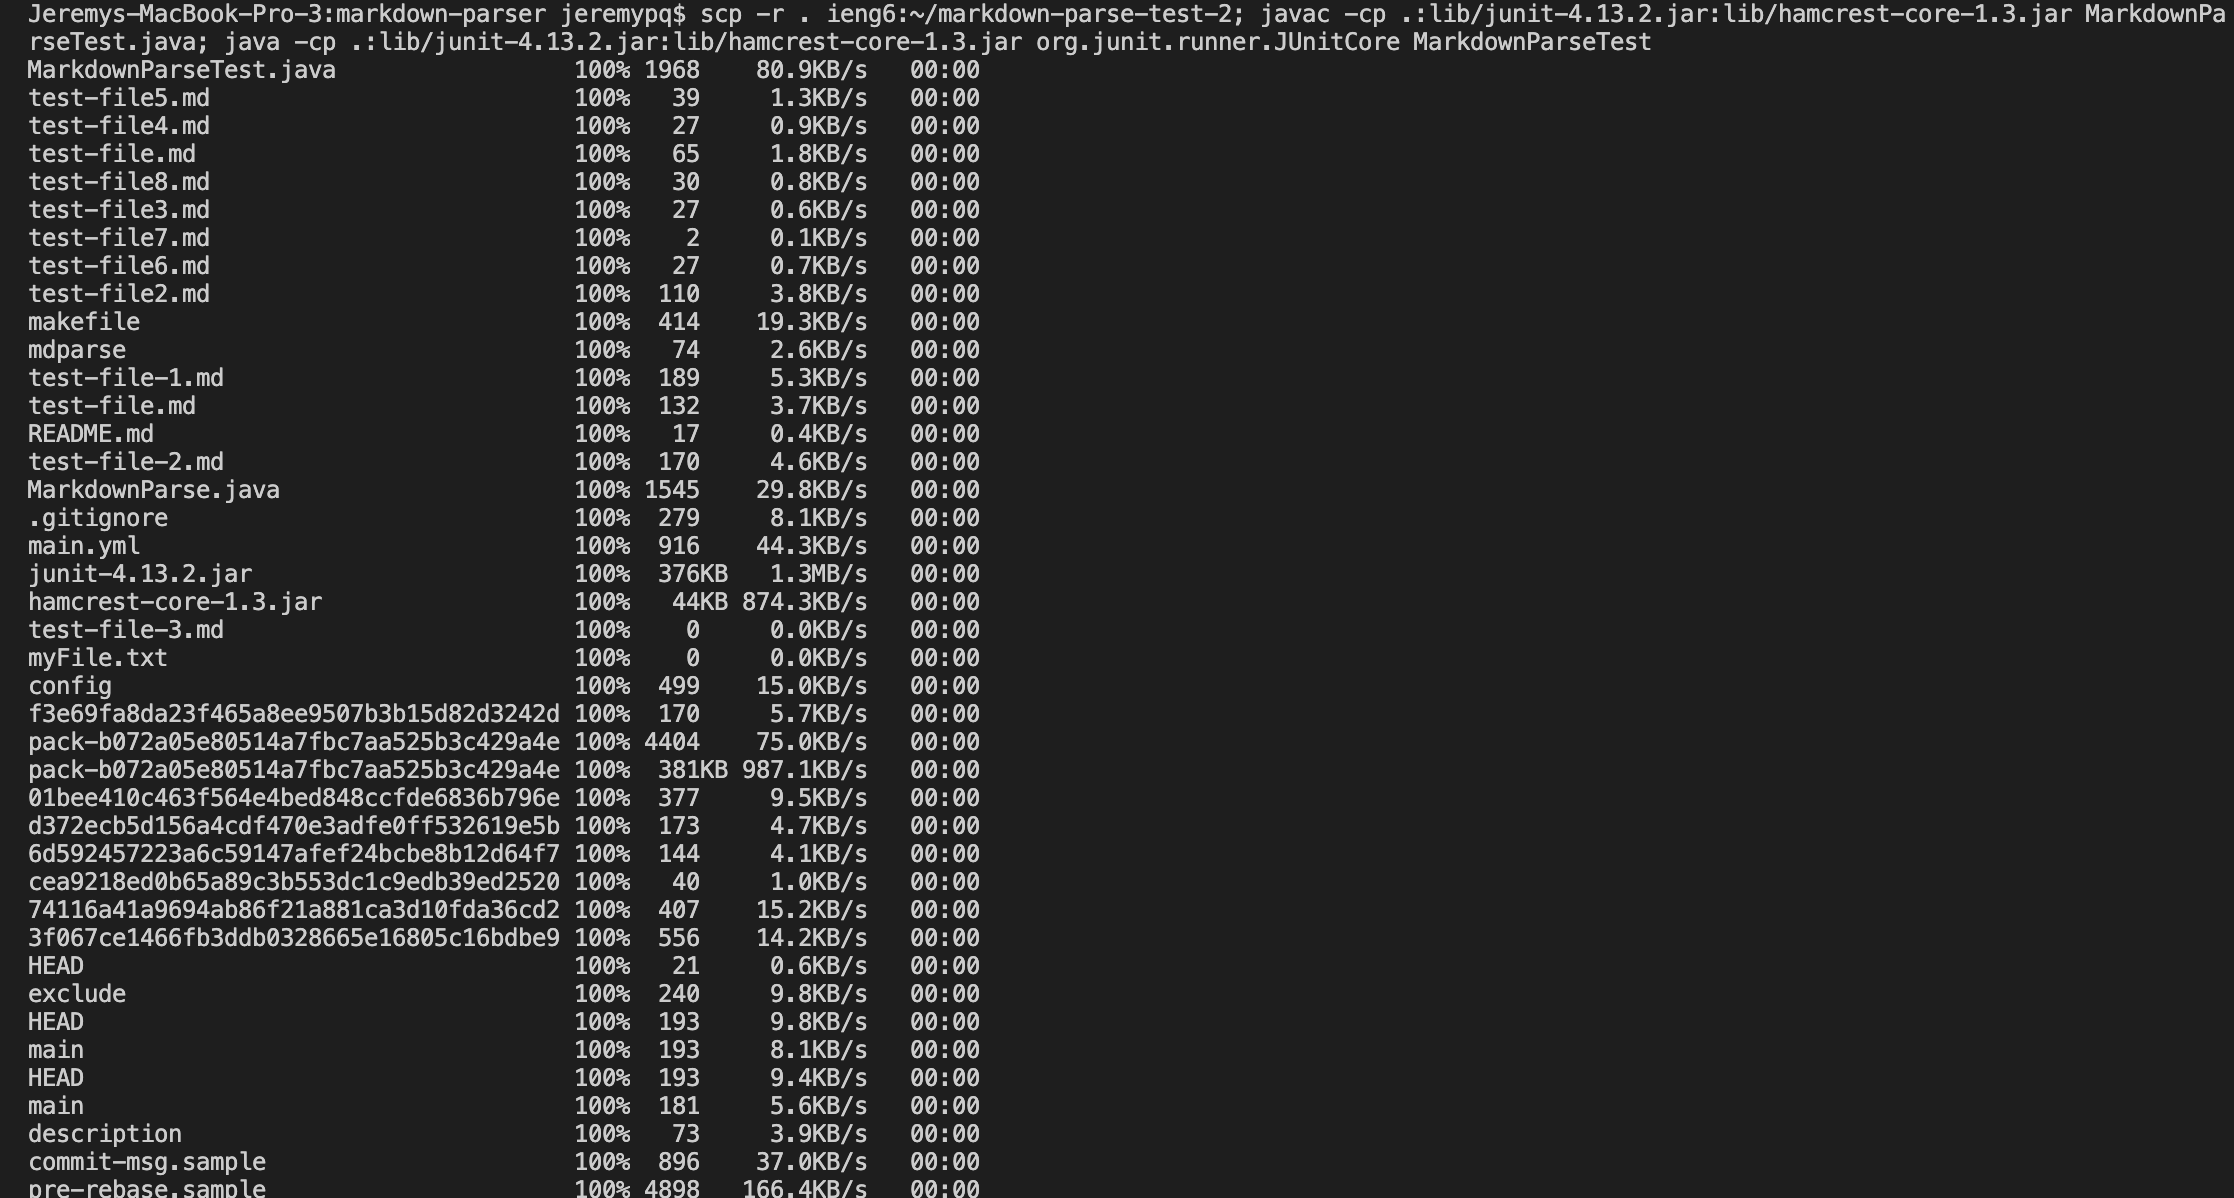 Jeremys-MacBook-Pro-3:markdown-parser jeremypq$ scp -r . ieng6:~/markdown-parse-test-2; javac -cp .:lib/junit-4.13.2.jar:lib/hamcrest-core-1.3.jar MarkdownPa
rseTest.java; java -cp .:lib/junit-4.13.2.jar:lib/hamcrest-core-1.3.jar org.junit.runner.JUnitCore MarkdownParseTest
MarkdownParseTest.java 100% 1968 80.9KB/s 00:00
test-file5.md 100% 39 1.3KB/s 00:00
test-file4.md 100% 27 0.9KB/s 00:00
test-file.md 100% 65 1.8KB/s 00:00
test-file8.md 100% 30 0.8KB/s 00:00
test-file3.md 100% 27 0.6KB/s 00:00
test-file7.md 100% 2 0.1KB/s 00:00
test-file6.md 100% 27 0.7KB/s 00:00
test-file2.md 100% 110 3.8KB/s 00:00
makefile 100% 414 19.3KB/s 00:00
mdparse 100% 74 2.6KB/s 00:00
test-file-1.md 100% 189 5.3KB/s 00:00
test-file.md 100% 132 3.7KB/s 00:00
README.md 100% 17 0.4KB/s 00:00
test-file-2.md 100% 170 4.6KB/s 00:00
MarkdownParse.java 100% 1545 29.8KB/s 00:00
.gitignore 100% 279 8.1KB/s 00:00
main.yml 100% 916 44.3KB/s 00:00
junit-4.13.2.jar 100% 376KB 1.3MB/s 00:00
hamcrest-core-1.3.jar 100% 44KB 874.3KB/s 00:00
test-file-3.md 100% 0 0.0KB/s 00:00
myFile.txt 100% 0 0.0KB/s 00:00
config 100% 499 15.0KB/s 00:00
f3e69fa8da23f465a8ee9507b3b15d82d3242d 100% 170 5.7KB/s 00:00
pack-b072a05e80514a7fbc7aa525b3c429a4e 100% 4404 75.0KB/s 00:00
pack-b072a05e80514a7fbc7aa525b3c429a4e 100% 381KB 987.1KB/s 00:00
01bee410c463f564e4bed848ccfde6836b796e 100% 377 9.5KB/s 00:00
d372ecb5d156a4cdf470e3adfe0ff532619e5b 100% 173 4.7KB/s 00:00
6d592457223a6c59147afef24bcbe8b12d64f7 100% 144 4.1KB/s 00:00
cea9218ed0b65a89c3b553dc1c9edb39ed2520 100% 40 1.0KB/s 00:00
74116a41a9694ab86f21a881ca3d10fda36cd2 100% 407 15.2KB/s 00:00
3f067ce1466fb3ddb0328665e16805c16bdbe9 100% 556 14.2KB/s 00:00
HEAD 100% 21 0.6KB/s 00:00
exclude 100% 240 9.8KB/s 00:00
HEAD 100% 193 9.8KB/s 00:00
main 100% 193 8.1KB/s 00:00
HEAD 100% 193 9.4KB/s 00:00
main 100% 181 5.6KB/s 00:00
description 100% 73 3.9KB/s 00:00
commit-msg.sample 100% 896 37.0KB/s 00:00
pre-rebase.sample 100% 4898 166.4KB/s 00:00